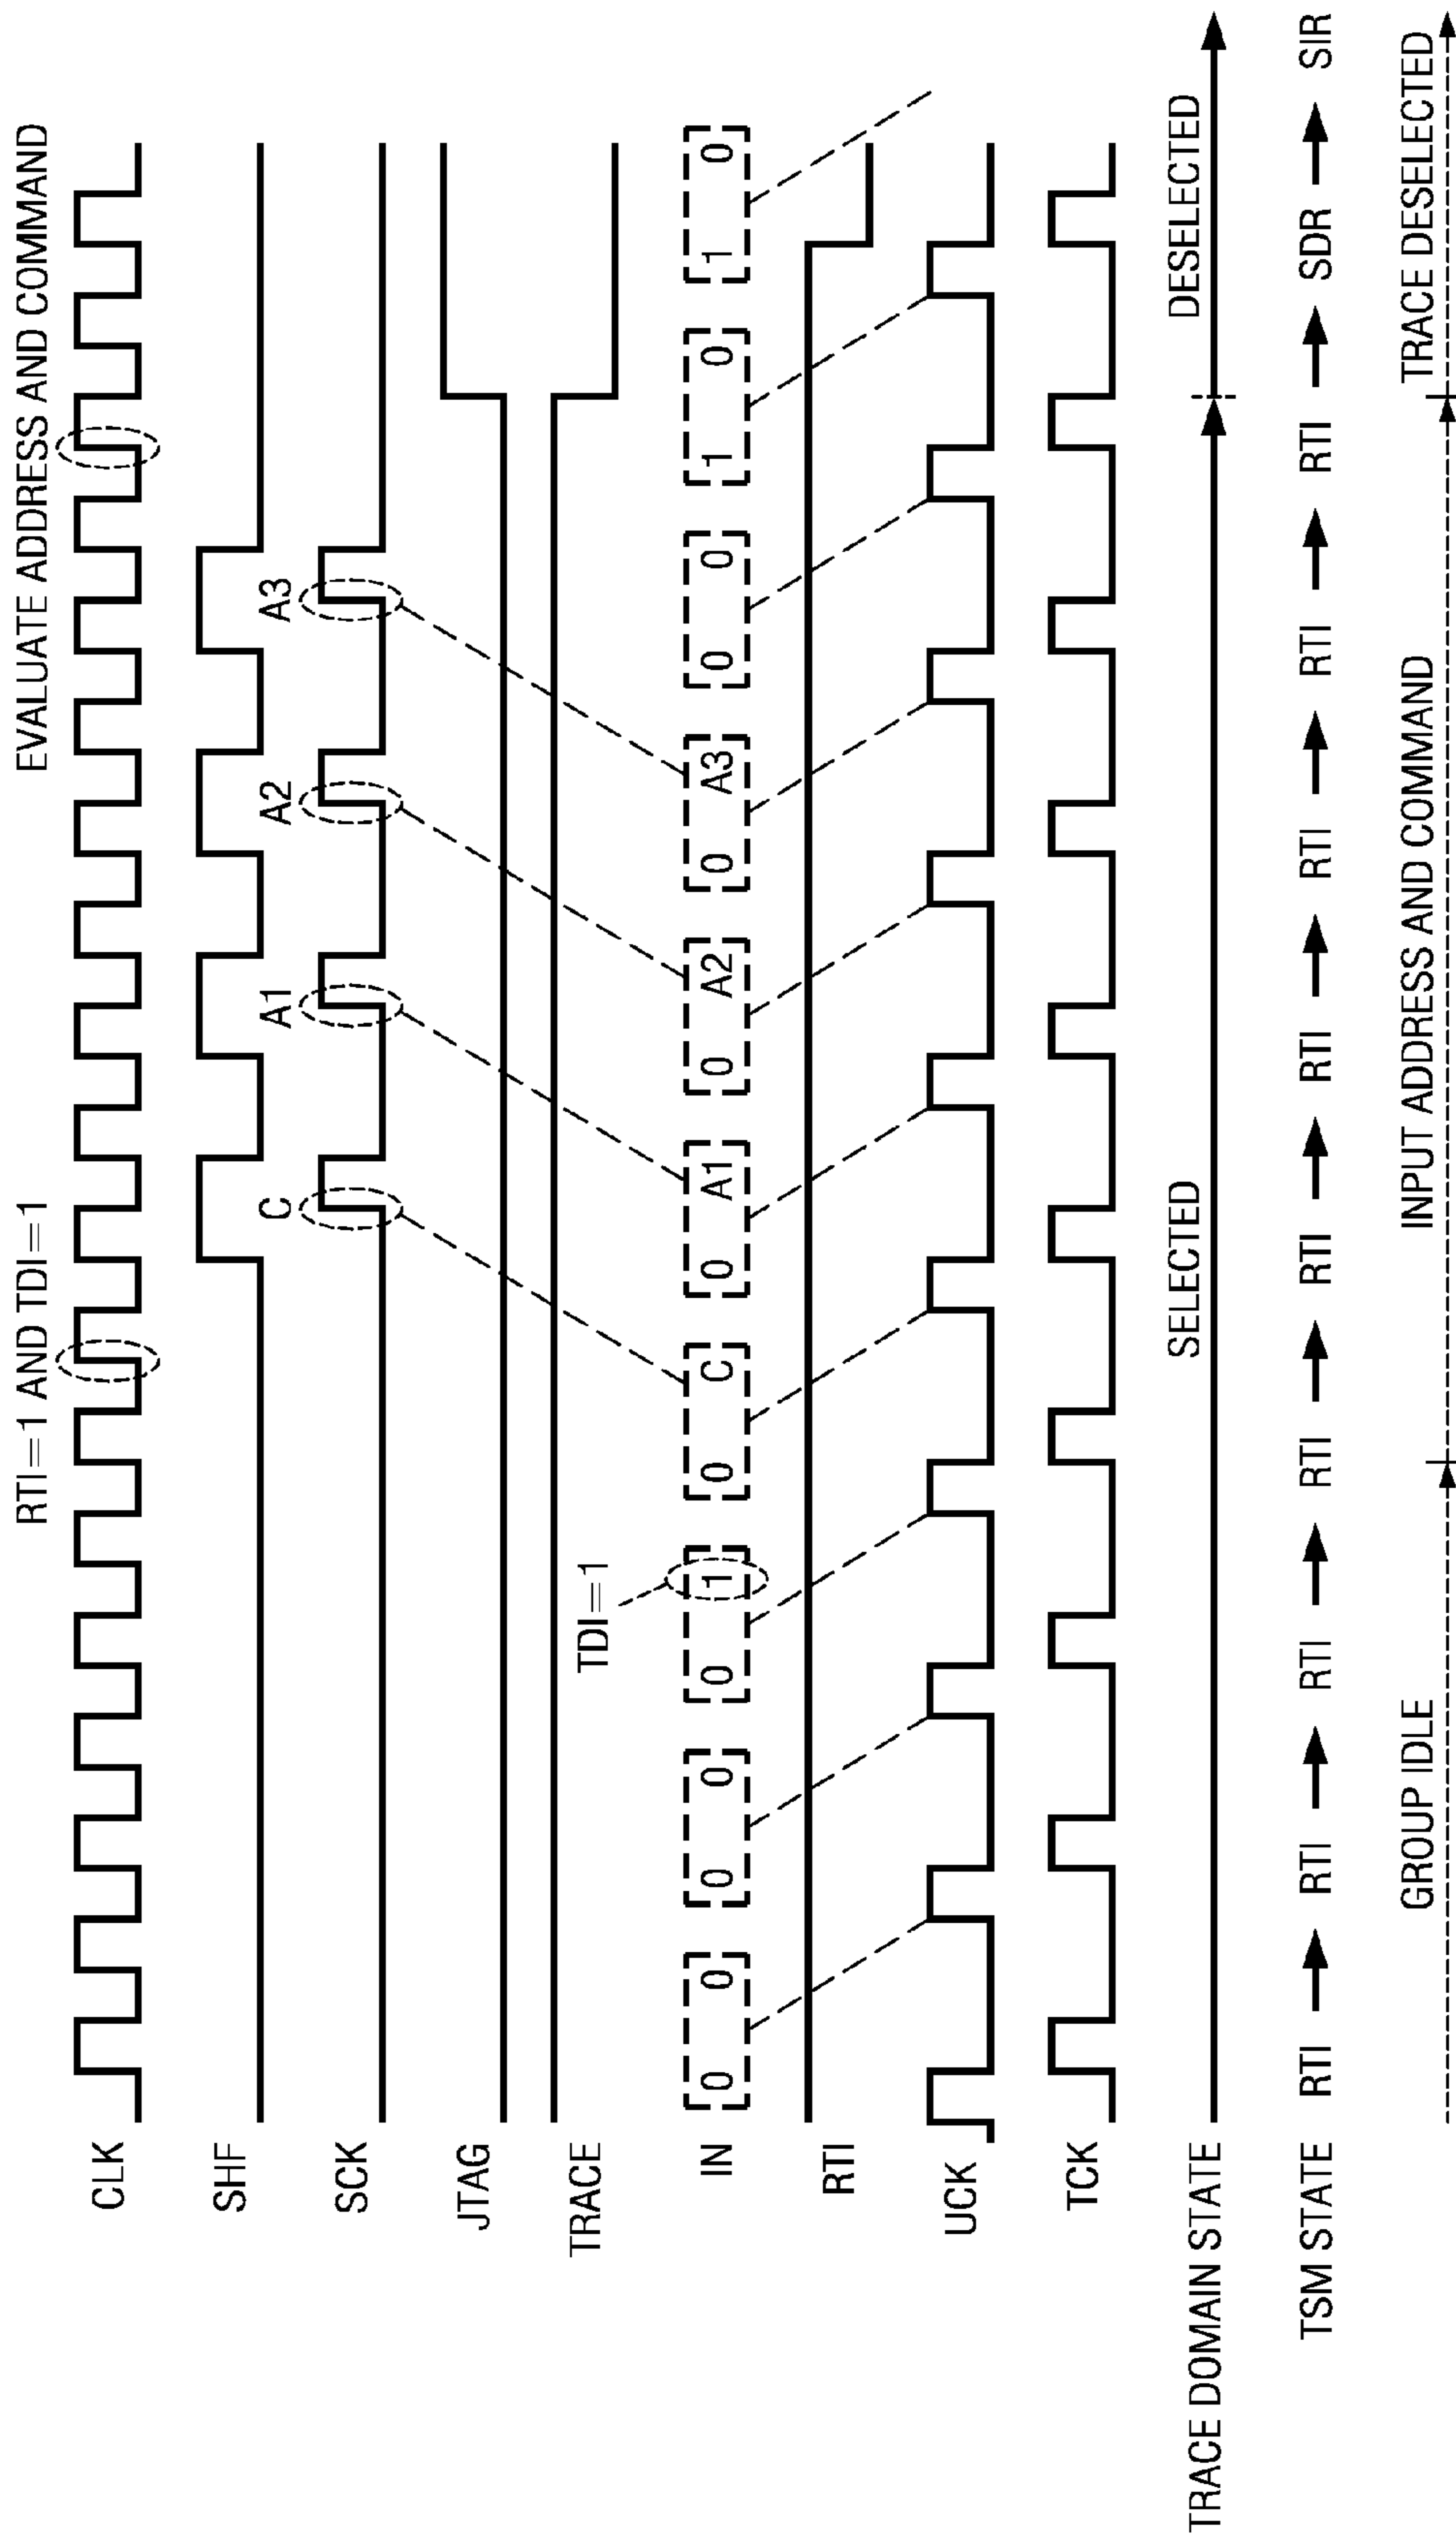 RTI=1 AND TDI=1 EVALUATE ADDRESS AND COMMAND
CLK
SHF
C A1 A2 A3
SCK
JTAG
TRACE TDI=1
IN 0 0 0 0 0 1 0 C 0 A1 0 A2 0 A3 0 0 1 0 1 0
RTI
UCK
TCK
SELECTED DESELECTED
TRACE DOMAIN STATE
TSM STATE RTI RTI RTI RTI RTI RTI RTI RTI RTI SDR SIR
GROUP IDLE INPUT ADDRESS AND COMMAND TRACE DESELECTED